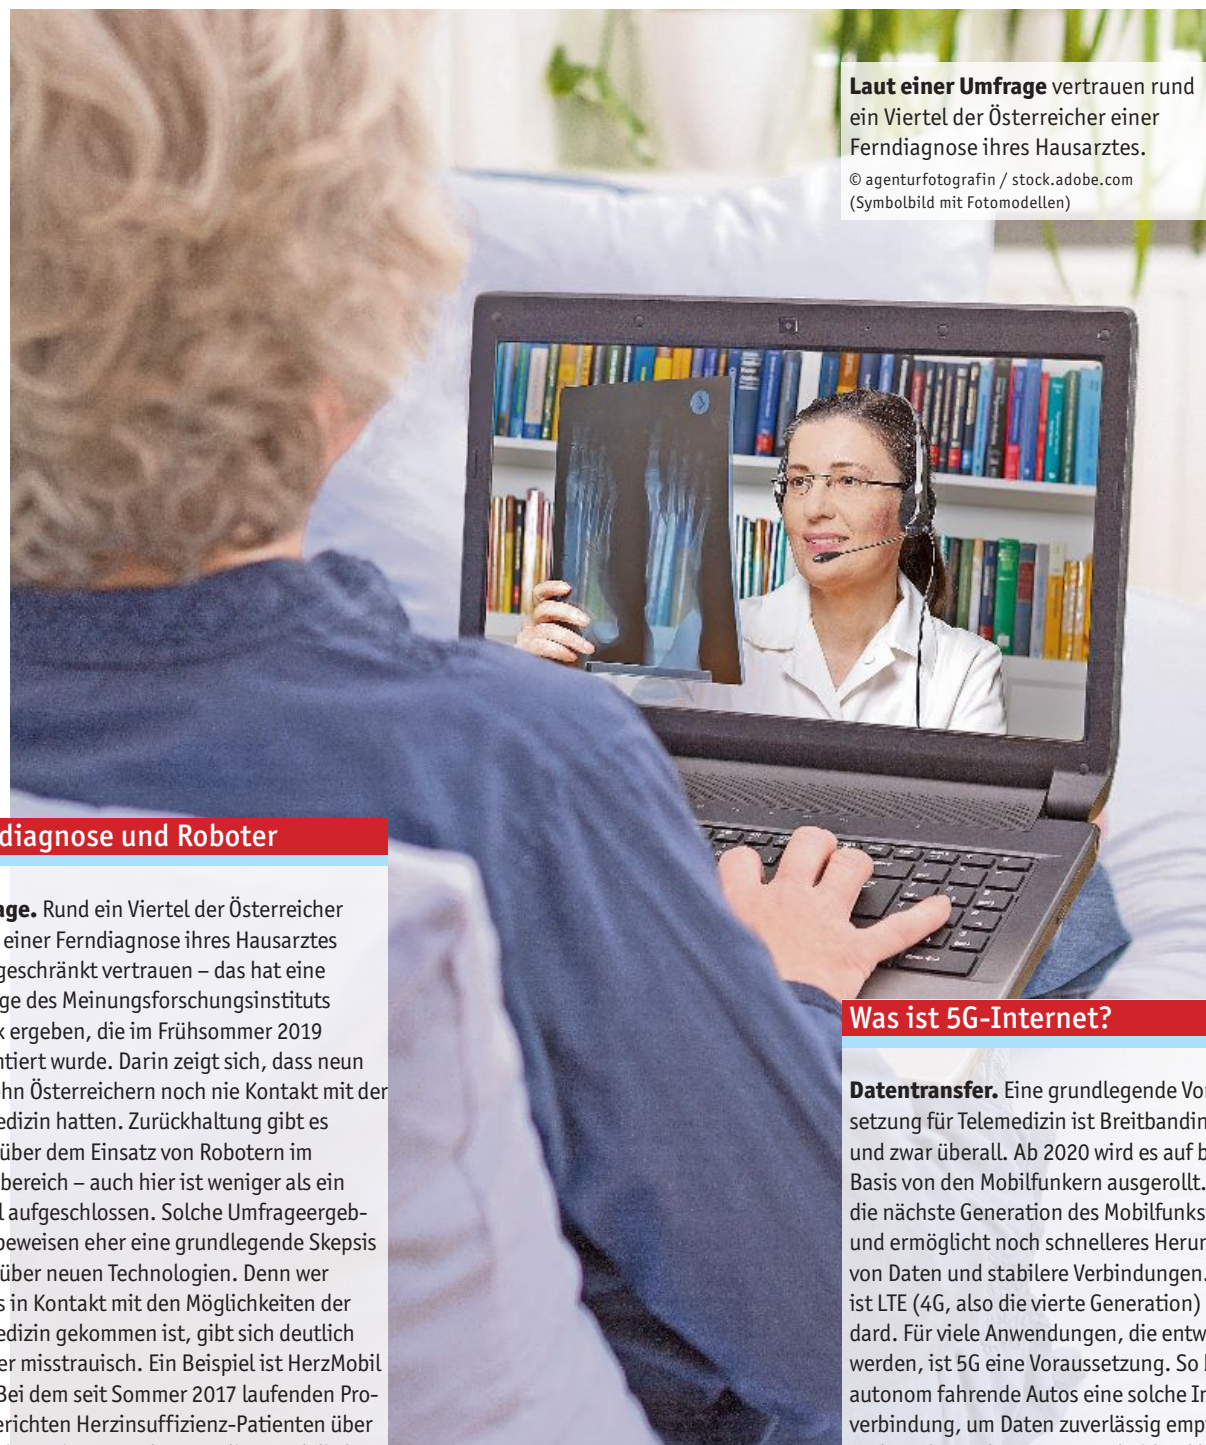 Laut einer Umfrage vertrauen rund
ein Viertel der Österreicher einer
Ferndiagnose ihres Hausarztes.
© agenturfotografin / stock.adobe.com
(Symbolbild mit Fotomodellen)
diagnose und Roboter
age. Rund ein Viertel der Österreicher
einer Ferndiagnose ihres Hausarztes
geschränkt vertrauen – das hat eine
ge des Meinungsforschungsinstituts
k ergeben, die im Frühsommer 2019
ntiert wurde. Darin zeigt sich, dass neun
ehn Österreichern noch nie Kontakt mit der
edizin hatten. Zurückhaltung gibt es
über dem Einsatz von Robotern im
bereich – auch hier ist weniger als ein
l aufgeschlossen. Solche Umfrageergeb-
beweisen eher eine grundlegende Skepsis
über neuen Technologien. Denn wer
s in Kontakt mit den Möglichkeiten der
edizin gekommen ist, gibt sich deutlich
er misstrauisch. Ein Beispiel ist HerzMobil
Bei dem seit Sommer 2017 laufenden Pro-
erichten Herzinsuffizienz-Patienten über
Was ist 5G-Internet?
Datentransfer. Eine grundlegende Vor
setzung für Telemedizin ist Breitbandin
und zwar überall. Ab 2020 wird es auf b
Basis von den Mobilfunkern ausgerollt.
die nächste Generation des Mobilfunks
und ermöglicht noch schnelleres Herun
von Daten und stabilere Verbindungen.
ist LTE (4G, also die vierte Generation)
dard. Für viele Anwendungen, die entw
werden, ist 5G eine Voraussetzung. So
autonom fahrende Autos eine solche In
verbindung, um Daten zuverlässig emp